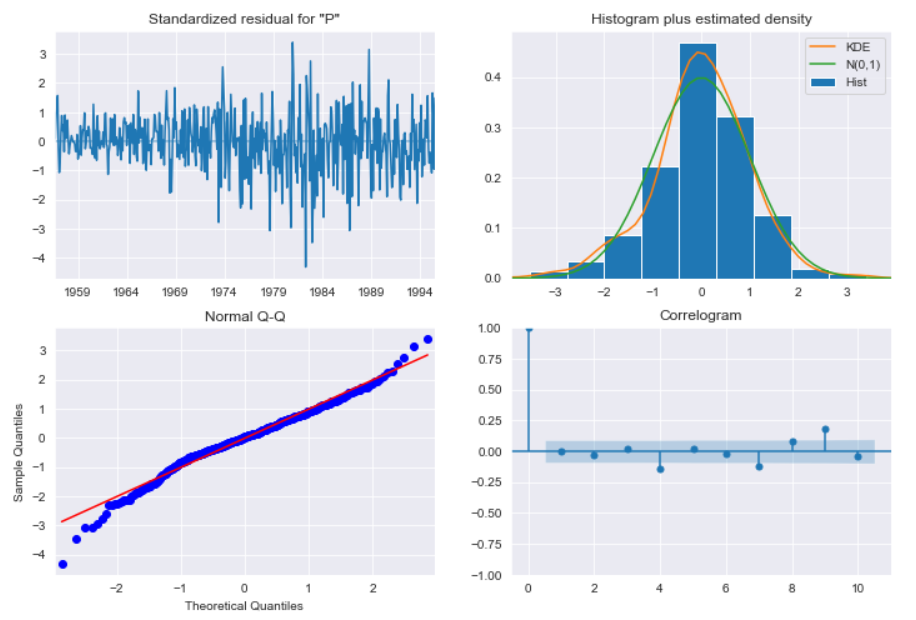 Standardized residual for "P"
3
2
1
0
−1
−2
−3
−4
1959 1964 1969 1974 1979 1984 1989 1994
Histogram plus estimated density
KDE
N(0,1)
Hist
0.4
0.3
0.2
0.1
0.0
−3 −2 −1 0 1 2 3
Normal Q-Q
Sample Quantiles
3
2
1
0
−1
−2
−3
−4
−2 −1 0 1 2
Theoretical Quantiles
Correlogram
1.00
0.75
0.50
0.25
0.00
−0.25
−0.50
−0.75
−1.00
0 2 4 6 8 10